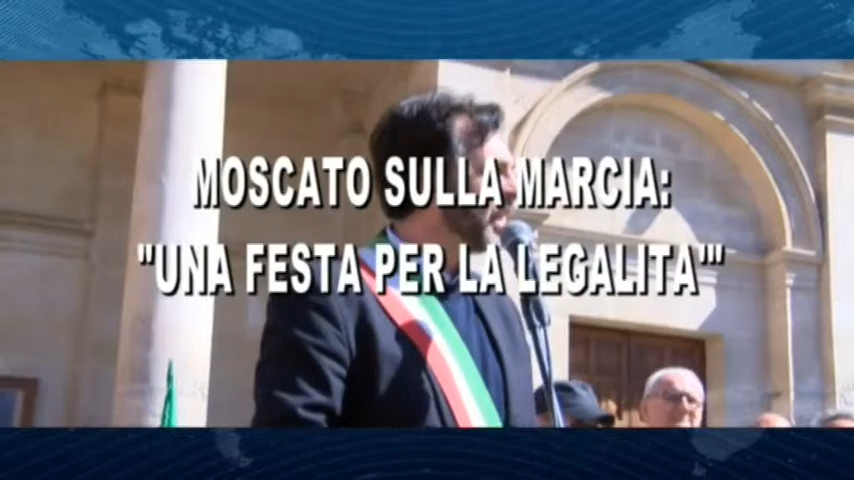 MOSCATO SULLA MARCIA:
"UNA FESTA PER LA LEGALITA'"